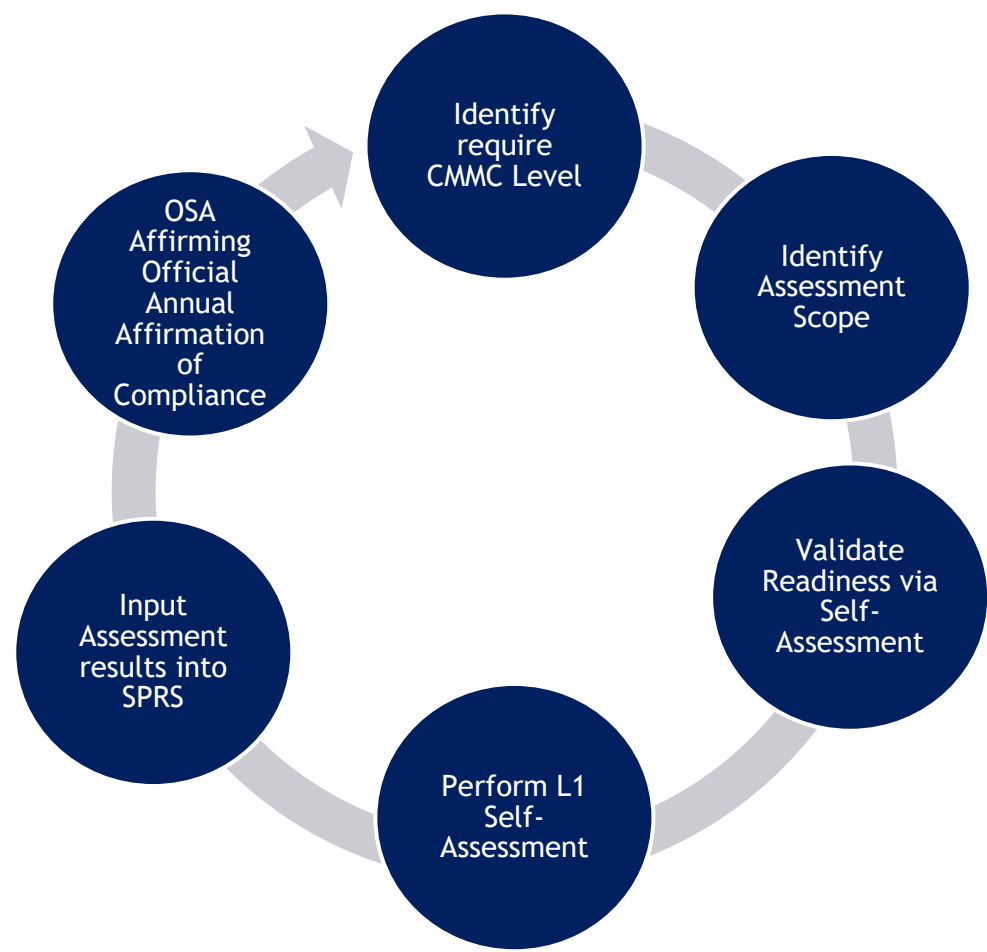 Identify
require
CMMC Level
Identify
Assessment
Scope
Validate
Readiness via
Self-
Assessment
Perform L1
Self-
Assessment
Input
Assessment
results into
SPRS
OSA
Affirming
Official
Annual
Affirmation
of
Compliance